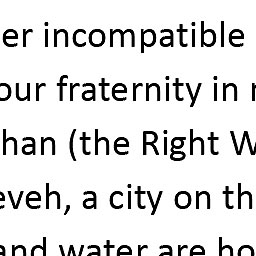 er incompatible
our fraternity in
han (the Right W
eveh, a city on th
and water are ho